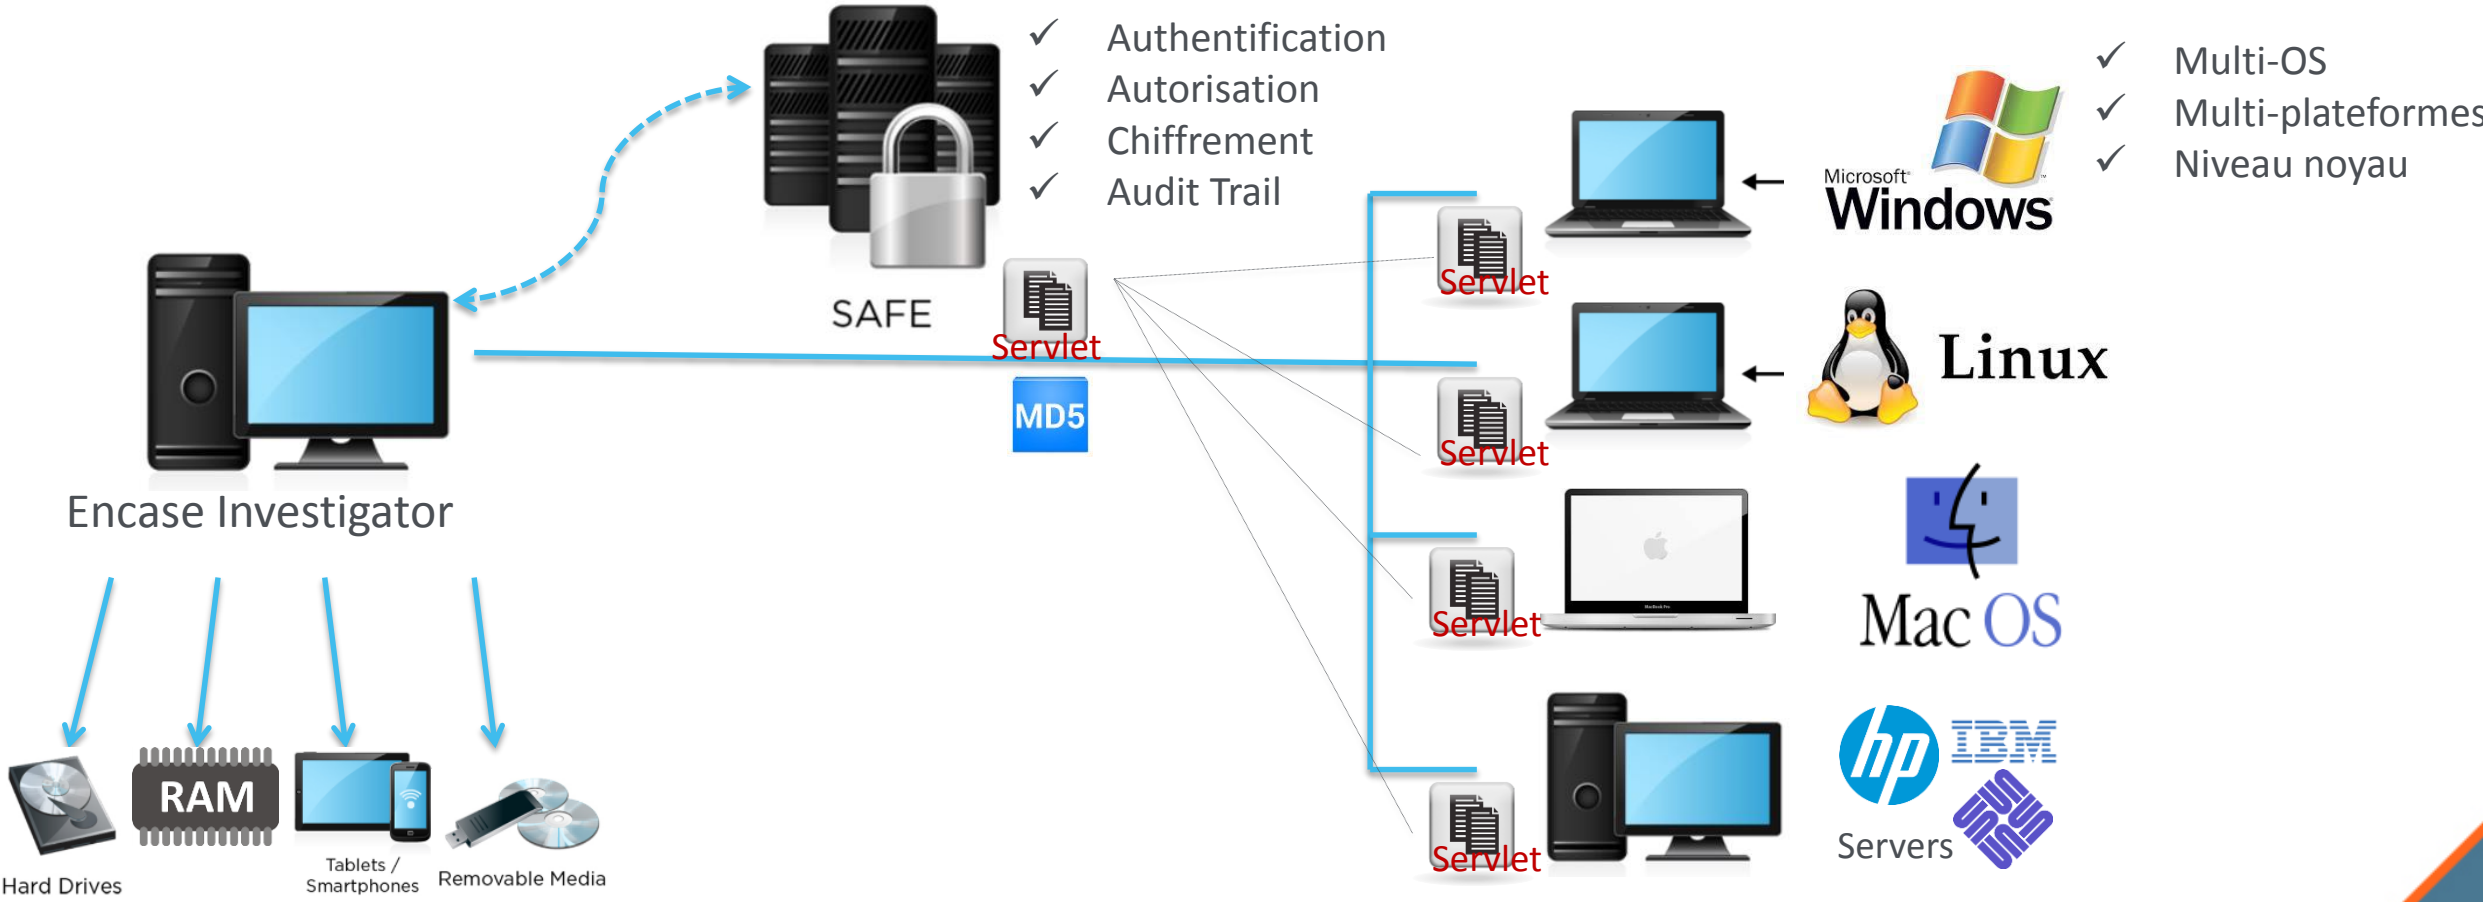 Authentification
Autorisation
Chiffrement
Audit Trail
Multi-OS
Multi-plateformes
Niveau noyau
Microsoft
Windows
Servlet
SAFE
Servlet
MD5
Linux
Servlet
Encase Investigator
Mac OS
Servlet
hp
IBM
RAM
Servers
Servlet
Hard Drives
Tablets /
Smartphones
Removable Media